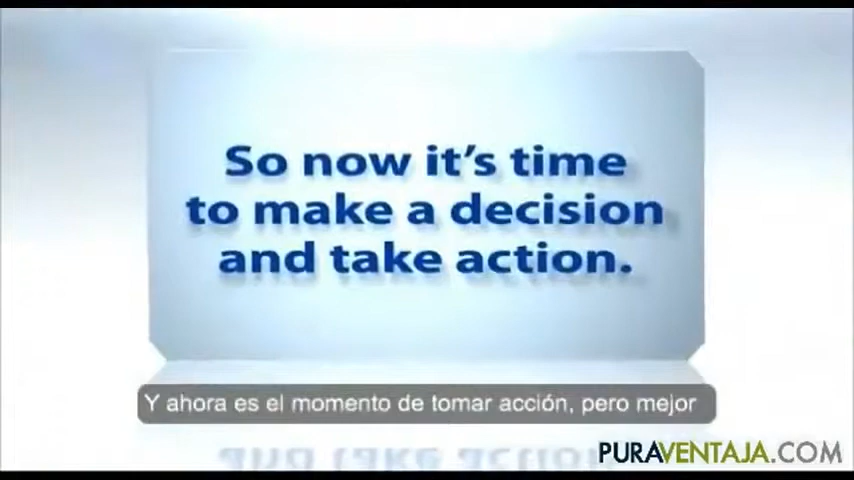 So now it's time
to make a decision
and take action.
Y ahora es el momento de tomar acción, pero mejor
PURAVENTAJA.COM